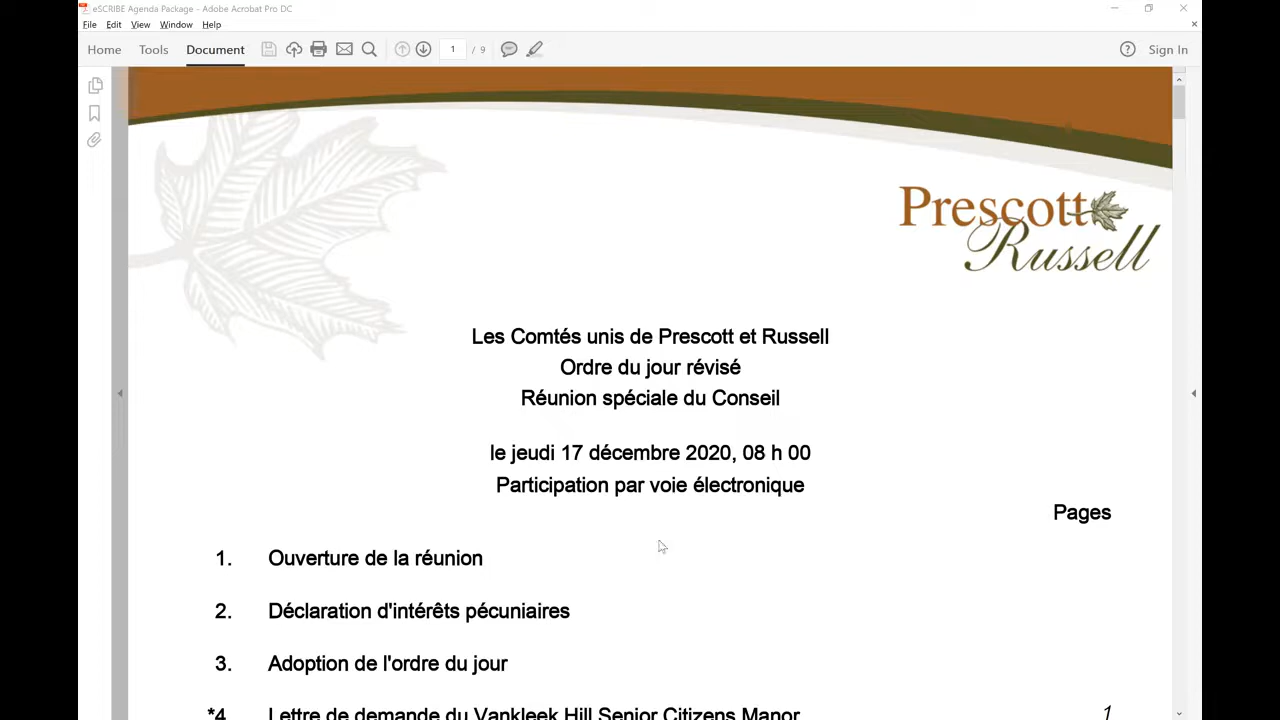 eSCRIBE Agenda Package - Adobe Acrobat Pro DC
File Edit View Window Help
Home Tools Document 1 / 9 Sign In
Prescott
Russell
Les Comtés unis de Prescott et Russell
Ordre du jour révisé
Réunion spéciale du Conseil
le jeudi 17 décembre 2020, 08 h 00
Participation par voie électronique
Pages
1. Ouverture de la réunion
2. Déclaration d'intérêts pécuniaires
3. Adoption de l'ordre du jour
*4. Lettre de demande du Vankleek Hill Senior Citizens Manor 1